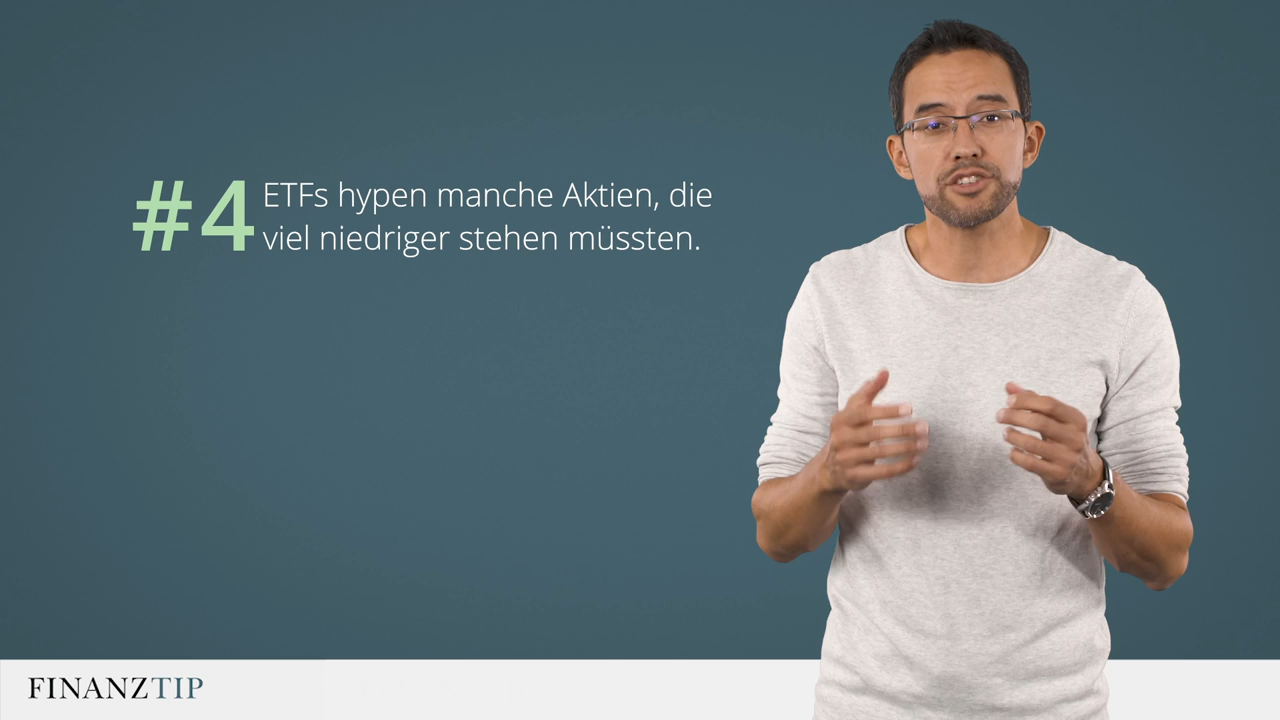 #4 ETFs hypen manche Aktien, die
viel niedriger stehen müssten.
FINANZTIP